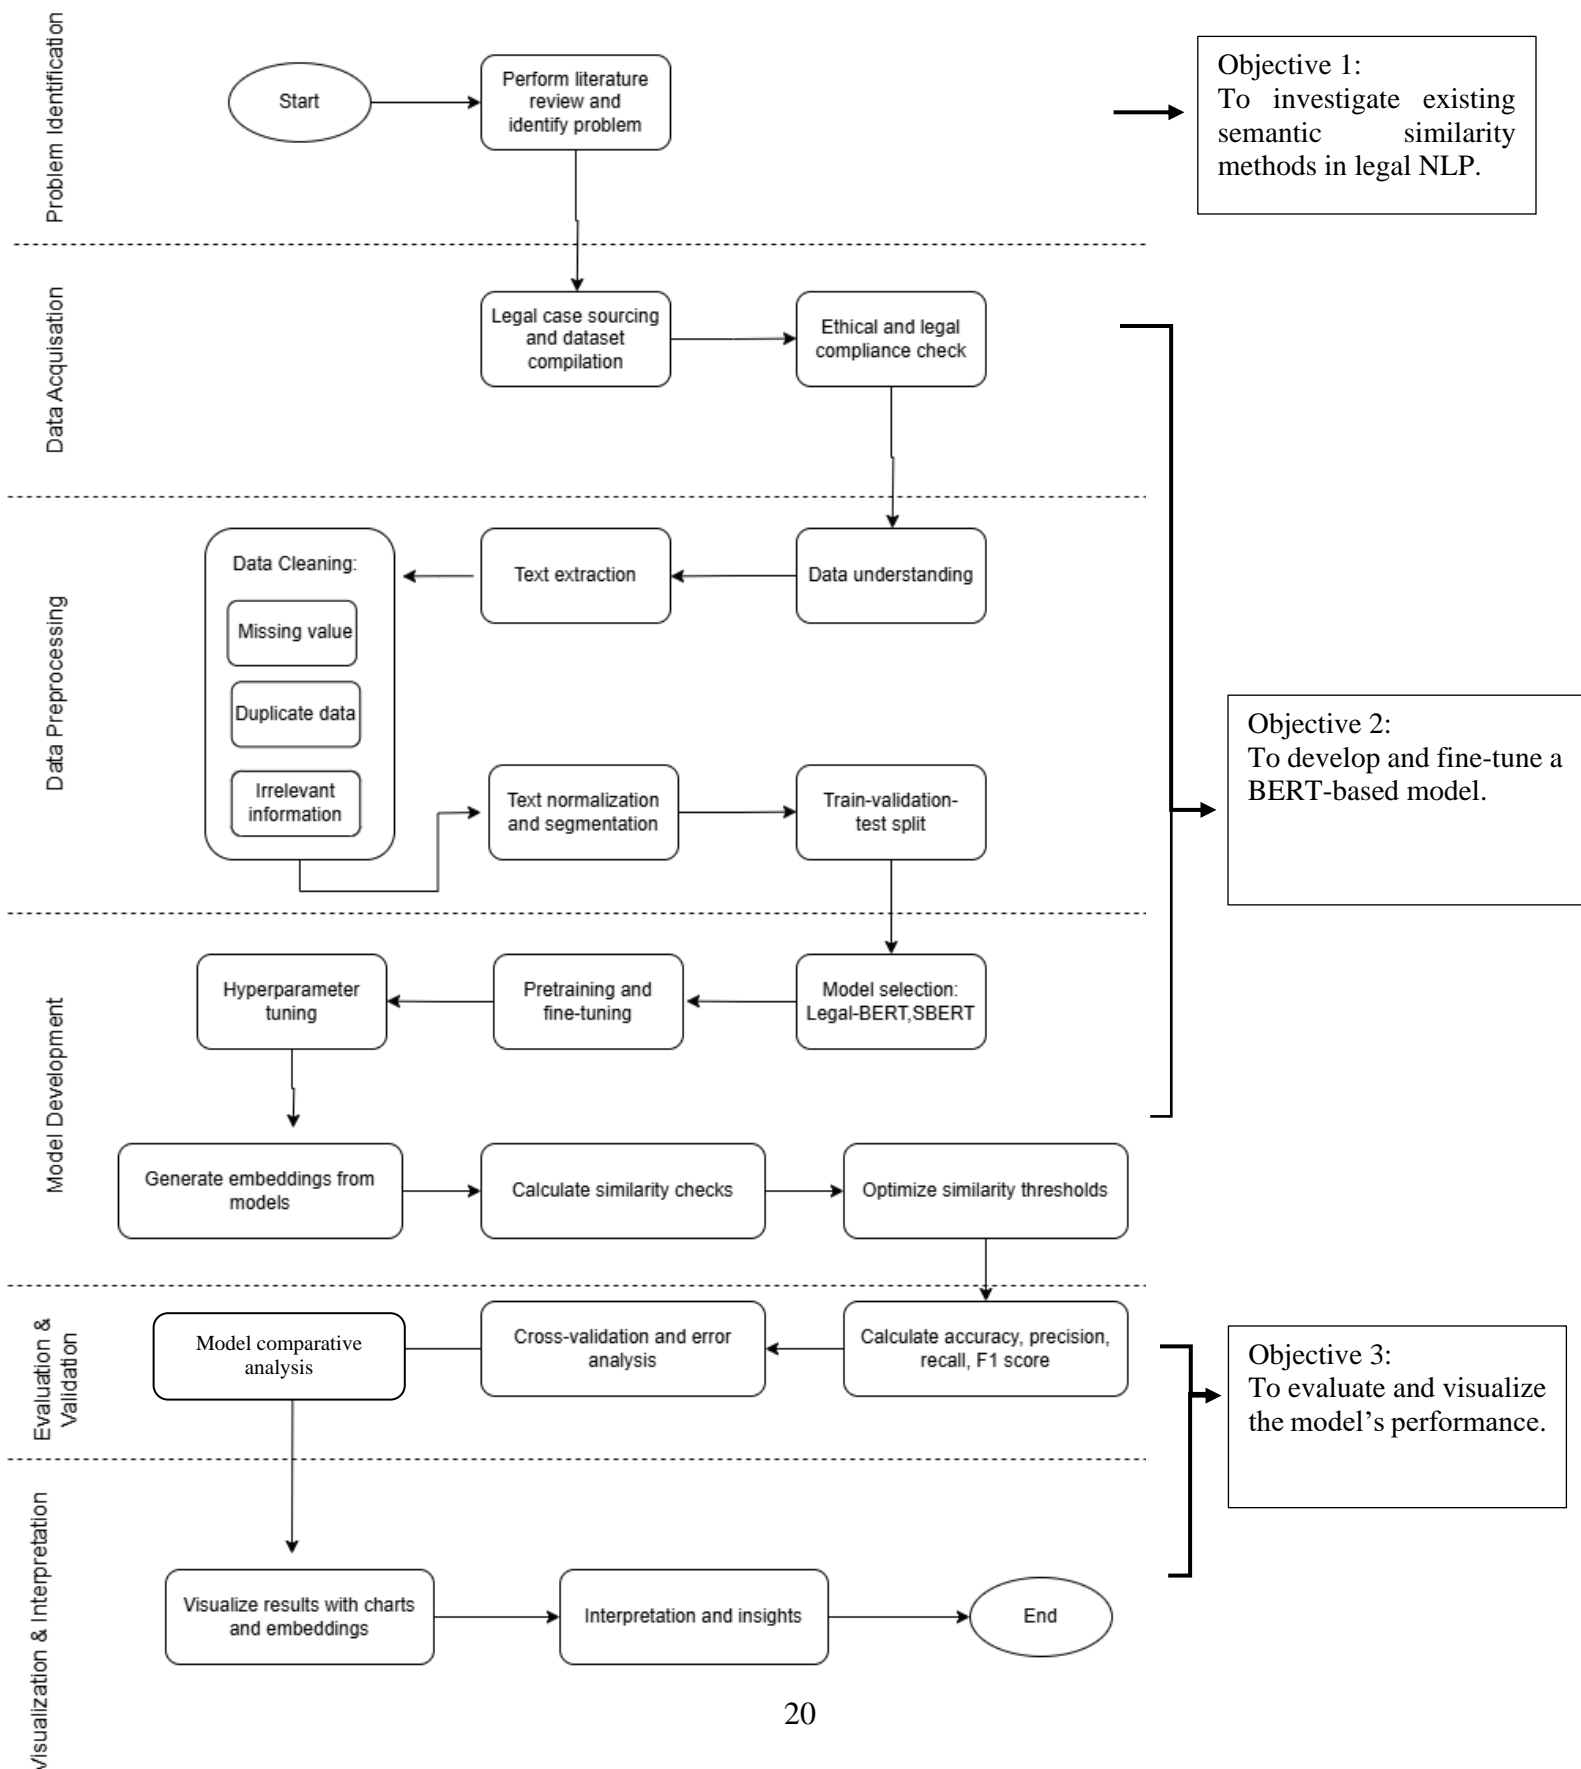 Problem Identification
Start
Perform literature
review and
identify problem
Objective 1:
To investigate existing
semantic similarity
methods in legal NLP.
Data Acquisation
Legal case sourcing
and dataset
compilation
Ethical and legal
compliance check
Data Preprocessing
Data Cleaning:
Missing value
Duplicate data
Irrelevant
information
Text extraction
Data understanding
Text normalization
and segmentation
Train-validation-
test split
Objective 2:
To develop and fine-tune a
BERT-based model.
Model Development
Hyperparameter
tuning
Pretraining and
fine-tuning
Model selection:
Legal-BERT,SBERT
Generate embeddings from
models
Calculate similarity checks
Optimize similarity thresholds
Evaluation &
Validation
Model comparative
analysis
Cross-validation and error
analysis
Calculate accuracy, precision,
recall, F1 score
Objective 3:
To evaluate and visualize
the model’s performance.
Visualization & Interpretation
Visualize results with charts
and embeddings
Interpretation and insights
End
20